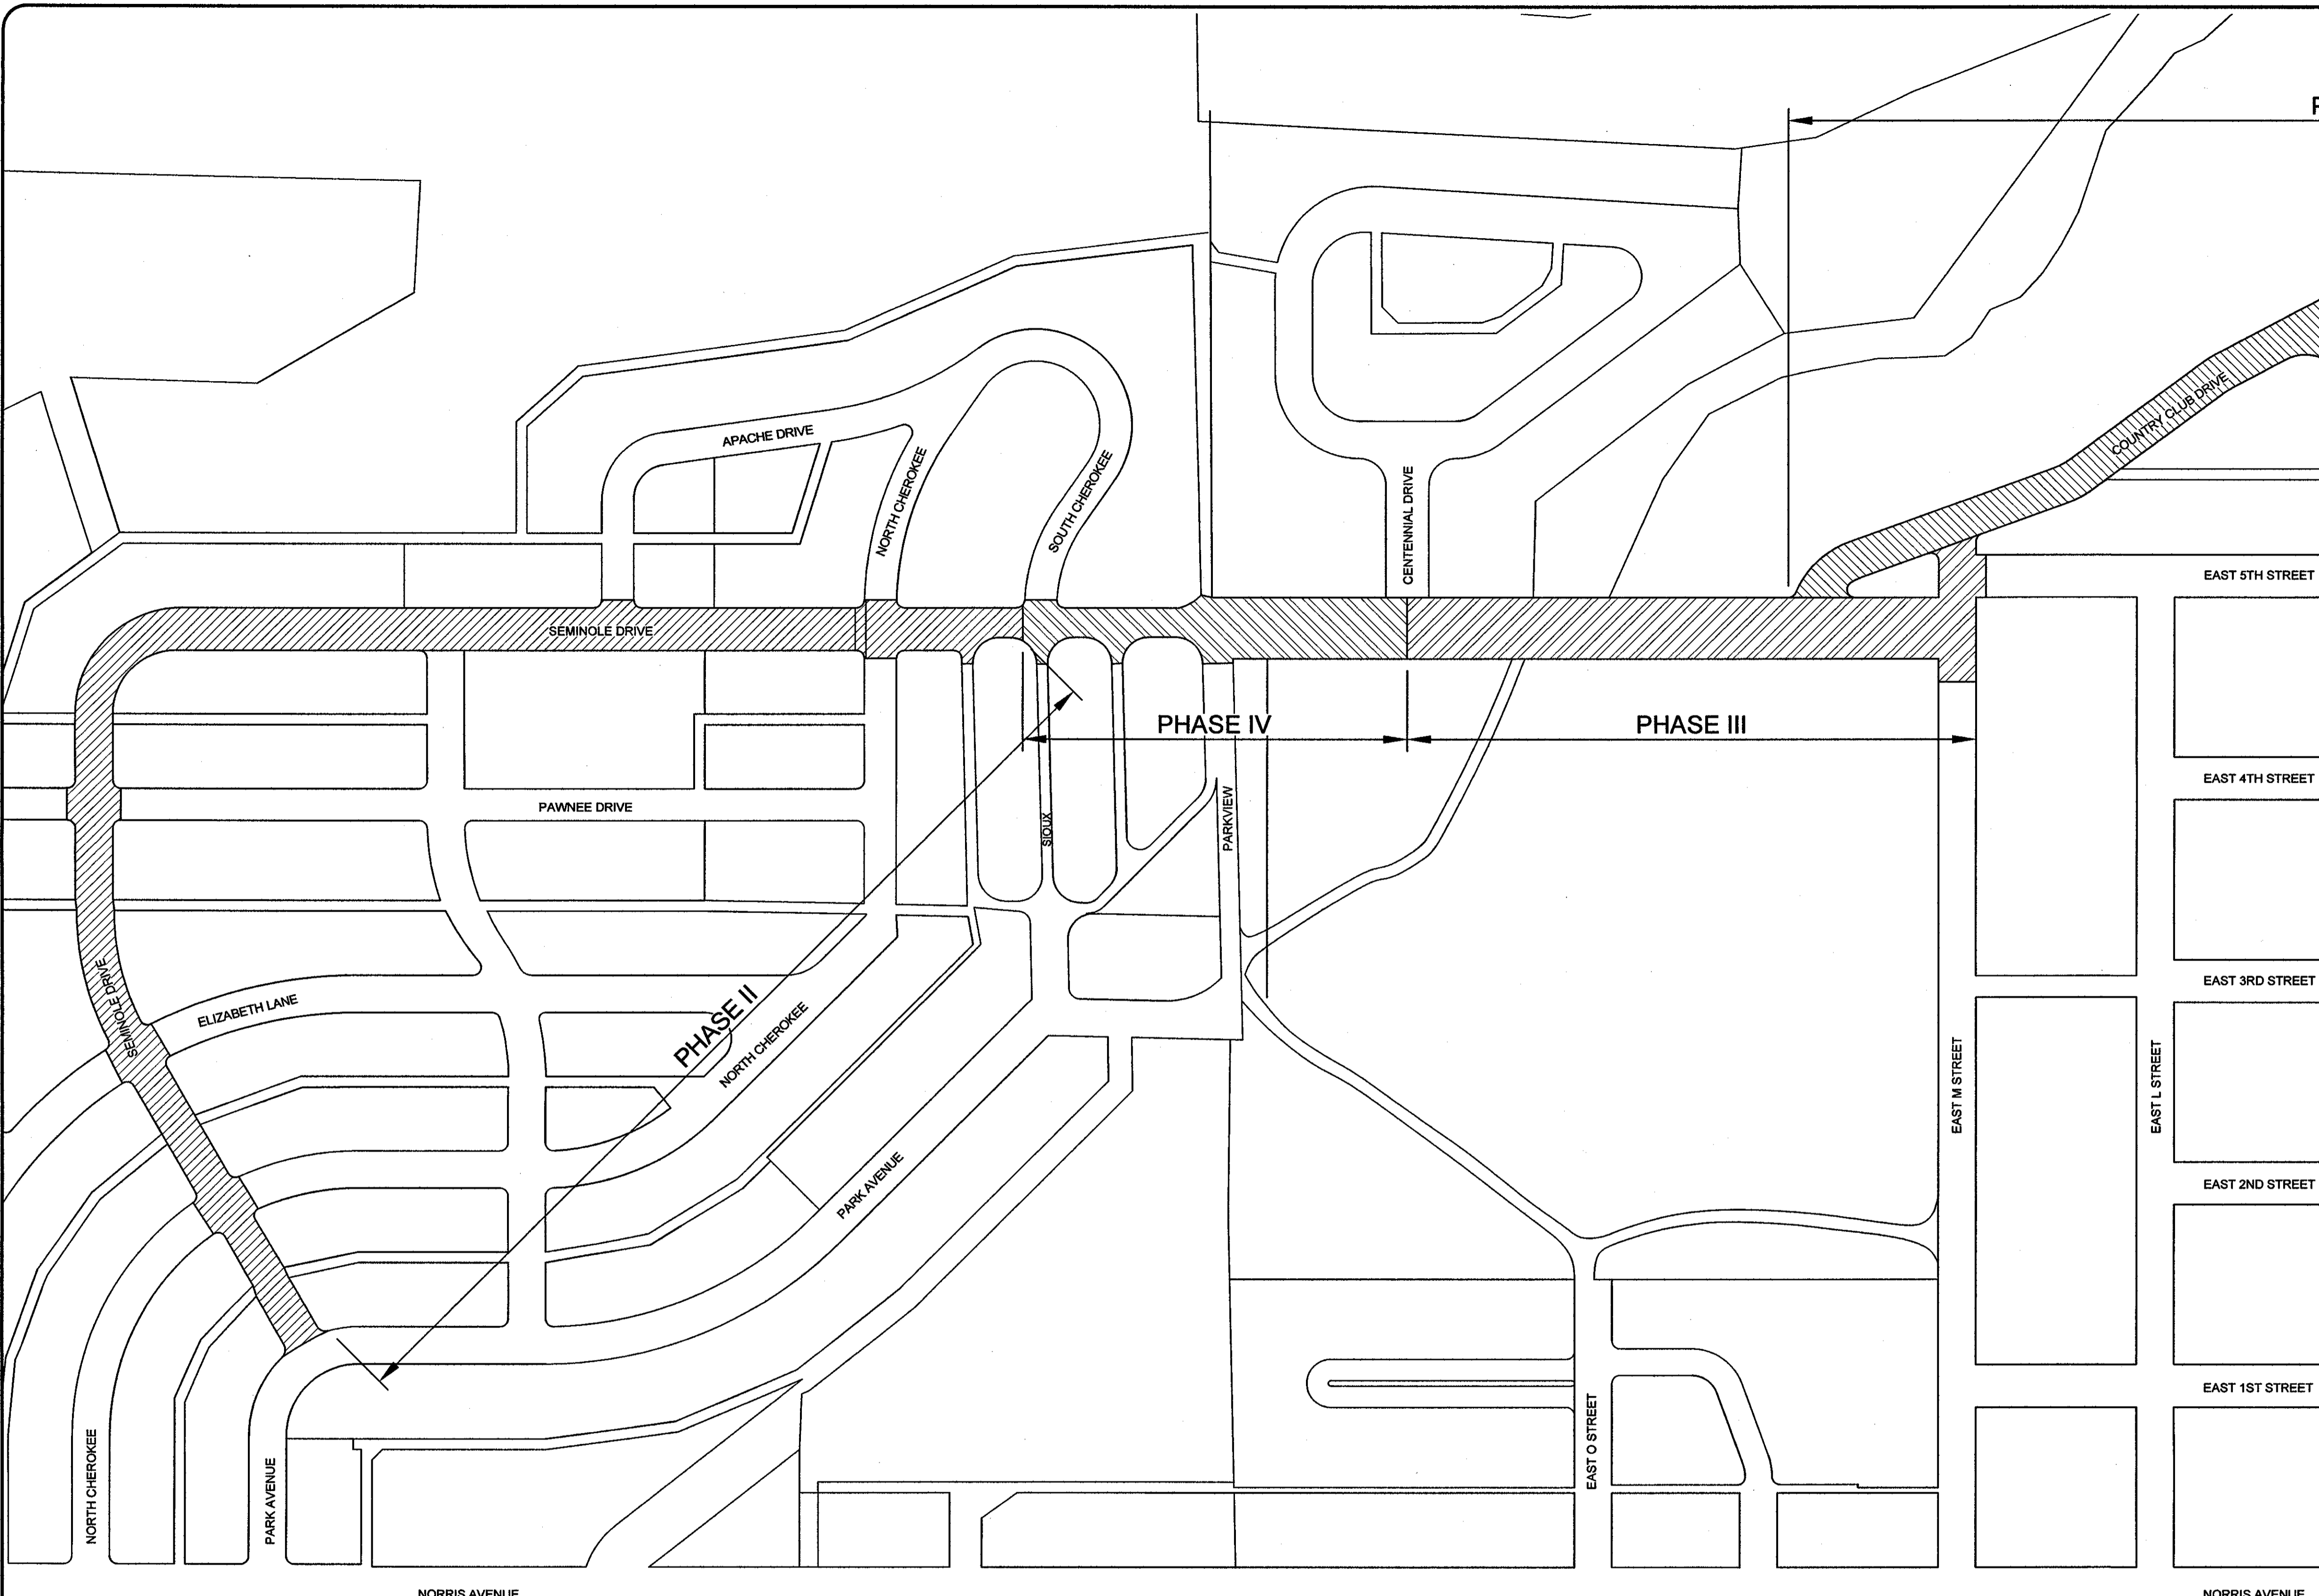 P
COUNTRY CLUB DRIVE
APACHE DRIVE
NORTH CHEROKEE
SOUTH CHEROKEE
CENTENNIAL DRIVE
EAST 5TH STREET
SEMINOLE DRIVE
PHASE IV
PHASE III
EAST 4TH STREET
PAWNEE DRIVE
SIOUX
PARKVIEW
SEMINOLE DRIVE
ELIZABETH LANE
PHASE II
NORTH CHEROKEE
EAST 3RD STREET
EAST M STREET
EAST L STREET
PARK AVENUE
EAST 2ND STREET
EAST 1ST STREET
NORTH CHEROKEE
PARK AVENUE
EAST O STREET
NORRIS AVENUE
NORRIS AVENUE